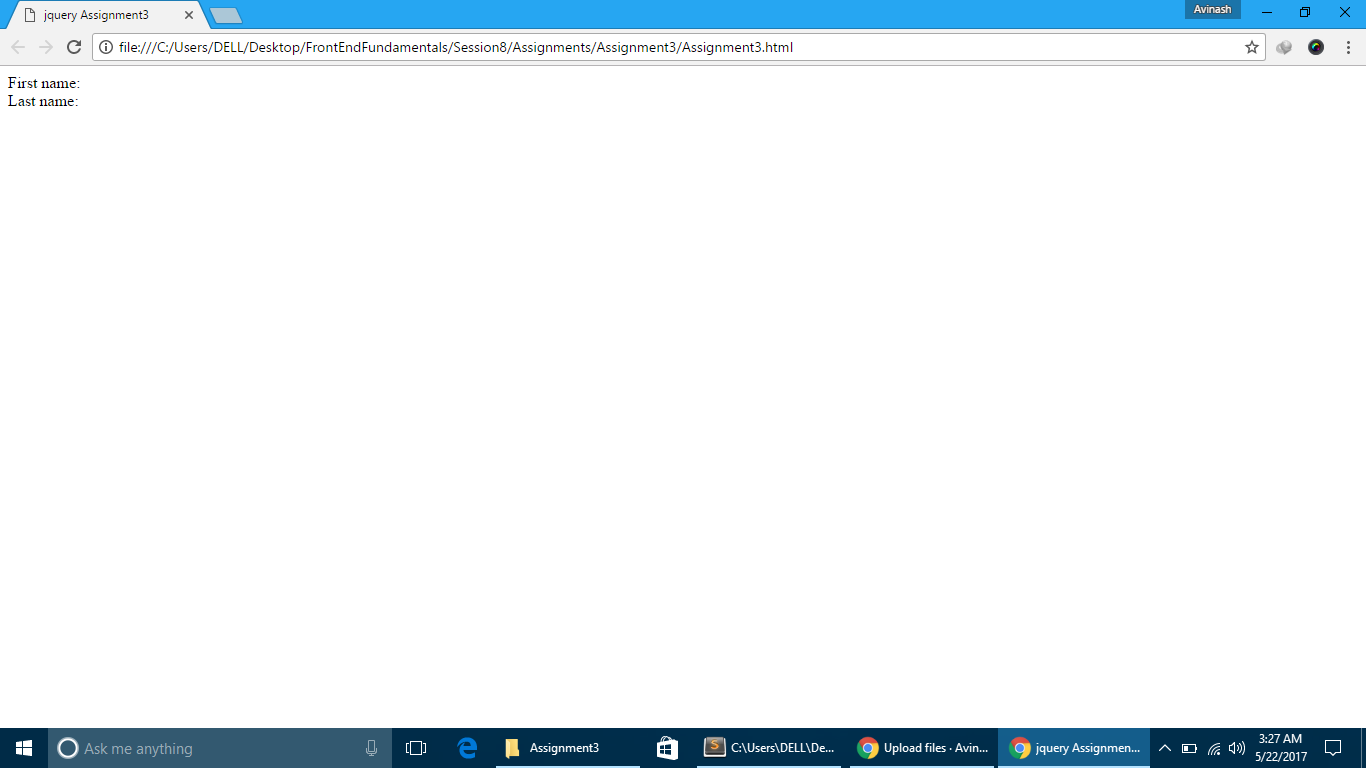 jquery Assignment3
Avinash
file:///C:/Users/DELL/Desktop/FrontEndFundamentals/Session8/Assignments/Assignment3/Assignment3.html
First name:
Last name:
Ask me anything
Assignment3
C:\Users\DELL\De...
Upload files · Avin...
jquery Assignmen...
3:27 AM
5/22/2017